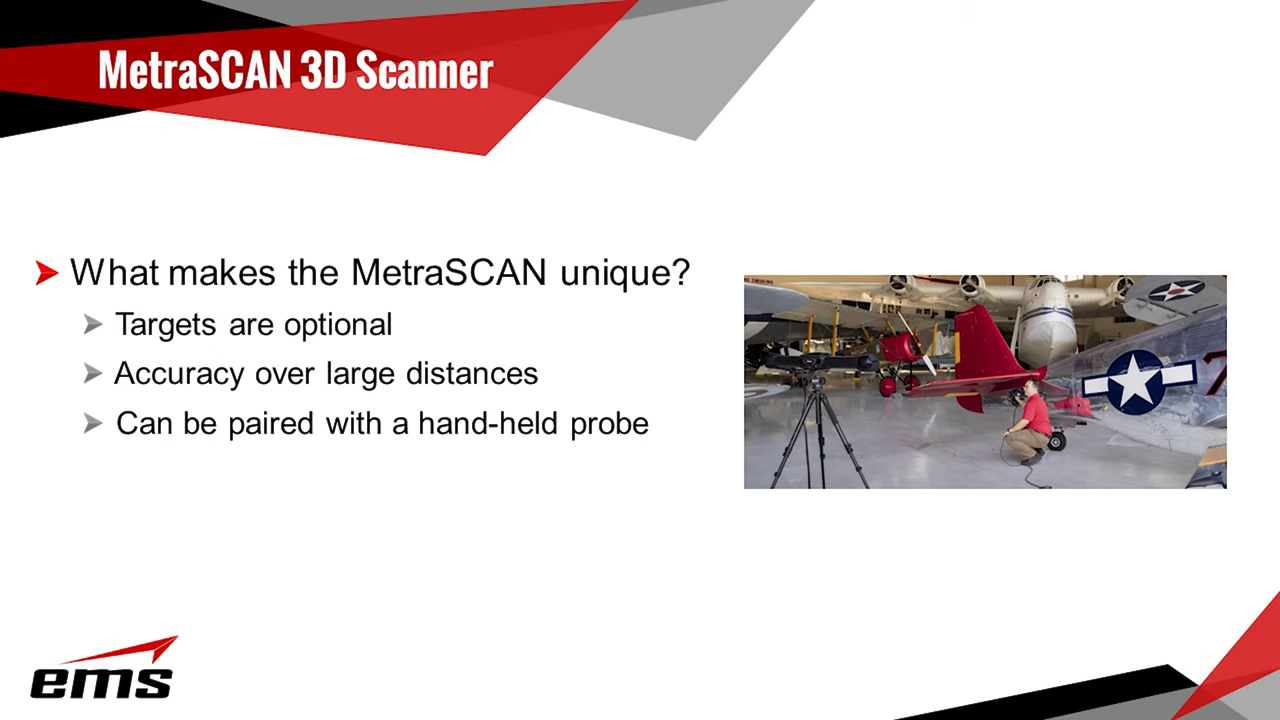 MetraSCAN 3D Scanner
What makes the MetraSCAN unique?
Targets are optional
Accuracy over large distances
Can be paired with a hand-held probe
ems